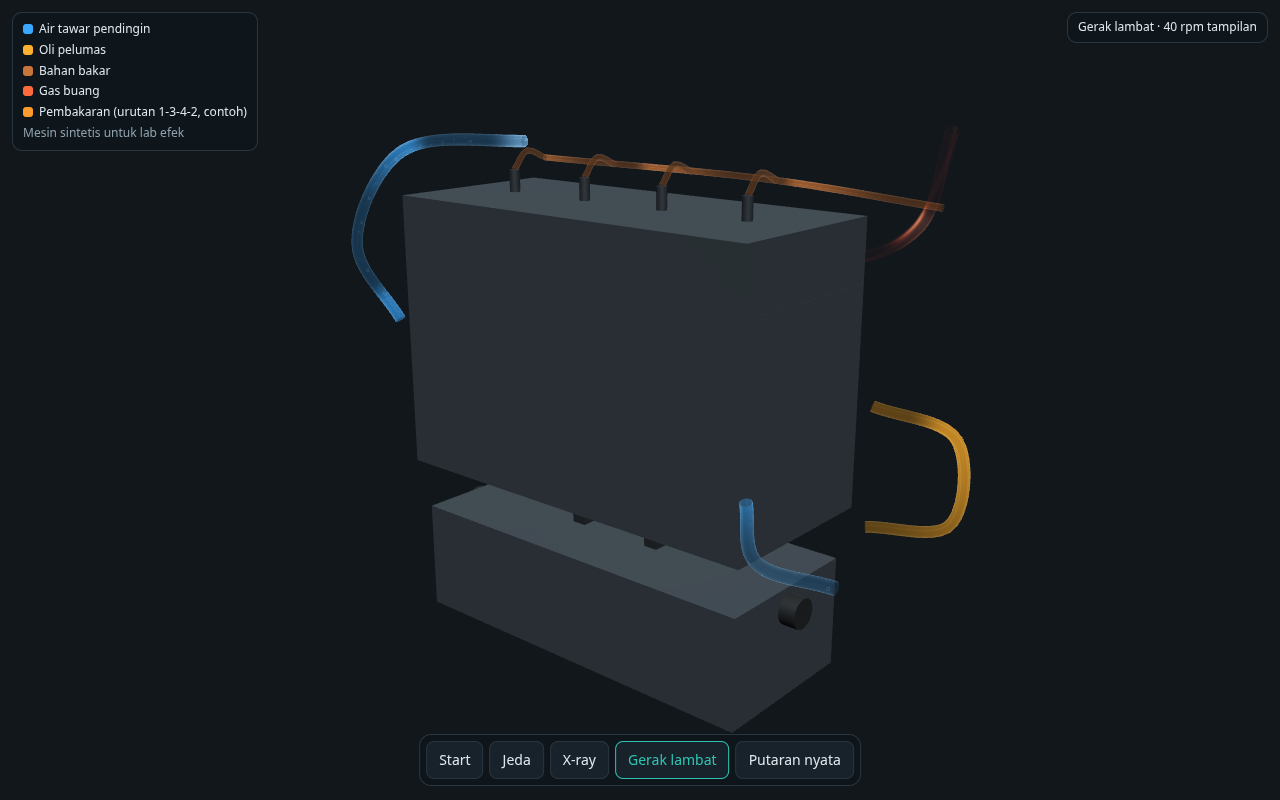 Air tawar pendingin
Oli pelumas
Bahan bakar
Gas buang
Pembakaran (urutan 1-3-4-2, contoh)
Mesin sintetis untuk lab efek
Gerak lambat · 40 rpm tampilan
Start
Jeda
X-ray
Gerak lambat
Putaran nyata